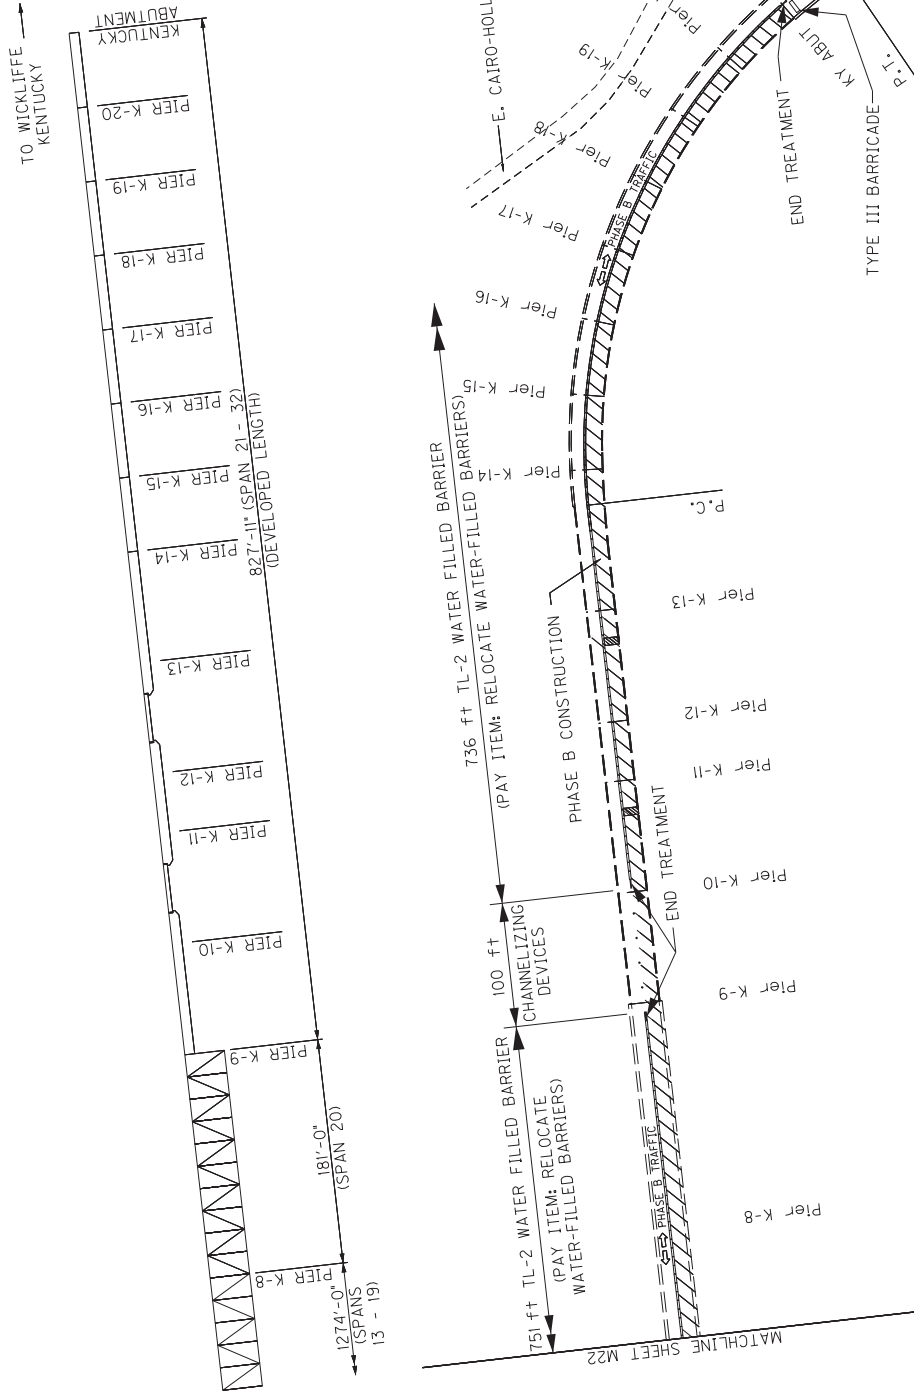 TO WICKLIFFE
KENTUCKY
KENTUCKY
ABUTMENT
PIER K-20
PIER K-19
PIER K-18
PIER K-17
PIER K-16
PIER K-15
PIER K-14
PIER K-13
PIER K-12
PIER K-11
PIER K-10
PIER K-9
PIER K-8
827'-11" (SPAN 21 - 32)
(DEVELOPED LENGTH)
181'-0"
(SPAN 20)
1274'-0"
(SPANS
13 - 19)
E. CAIRO-HOLL
Pier
Pier K-19
Pier K-18
Pier K-17
Pier K-16
Pier K-15
Pier K-14
Pier K-13
Pier K-12
Pier K-11
Pier K-10
Pier K-9
Pier K-8
736 ft TL-2 WATER FILLED BARRIER
(PAY ITEM: RELOCATE WATER-FILLED BARRIERS)
100 ft
CHANNELIZING
DEVICES
751 ft TL-2 WATER FILLED BARRIER
(PAY ITEM: RELOCATE
WATER-FILLED BARRIERS)
PHASE B CONSTRUCTION
PHASE B TRAFFIC
PHASE B TRAFFIC
END TREATMENT
END TREATMENT
TYPE III BARRICADE
KY ABUT
P.T.
P.C.
MATCHLINE SHEET M22